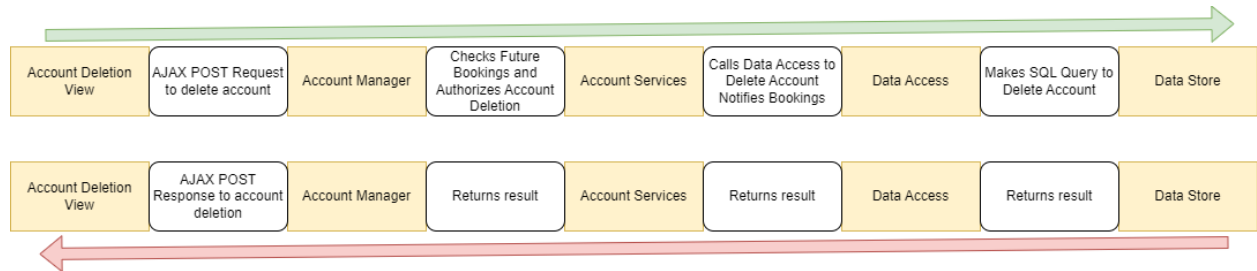 Account Deletion
View
AJAX POST Request
to delete account
Account Manager
Checks Future
Bookings and
Authorizes Account
Deletion
Account Services
Calls Data Access to
Delete Account
Notifies Bookings
Data Access
Makes SQL Query to
Delete Account
Data Store
Account Deletion
View
AJAX POST
Response to account
deletion
Account Manager
Returns result
Account Services
Returns result
Data Access
Returns result
Data Store